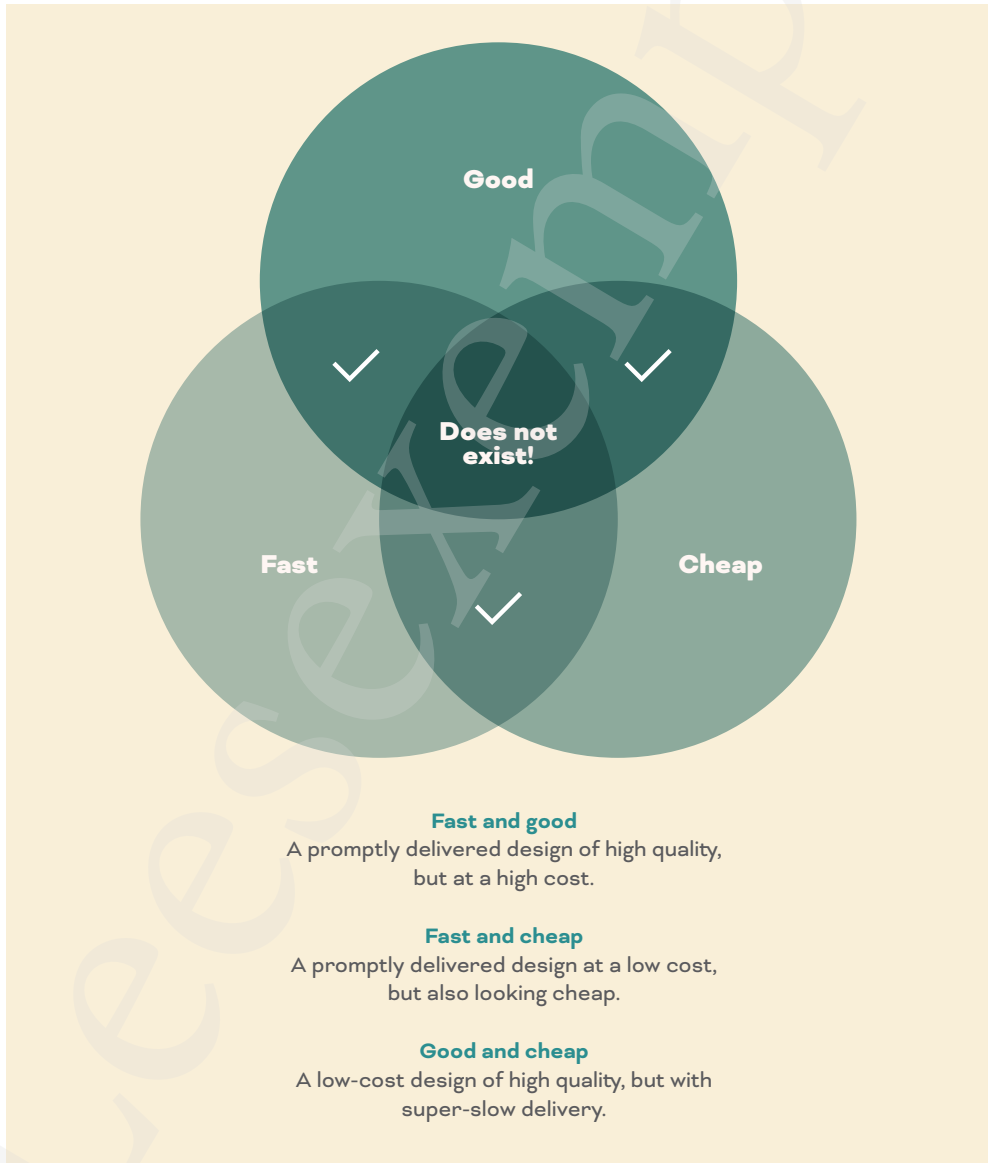 Good
Does not
exist!
Fast
Cheap
Fast and good
A promptly delivered design of high quality,
but at a high cost.
Fast and cheap
A promptly delivered design at a low cost,
but also looking cheap.
Good and cheap
A low-cost design of high quality, but with
super-slow delivery.